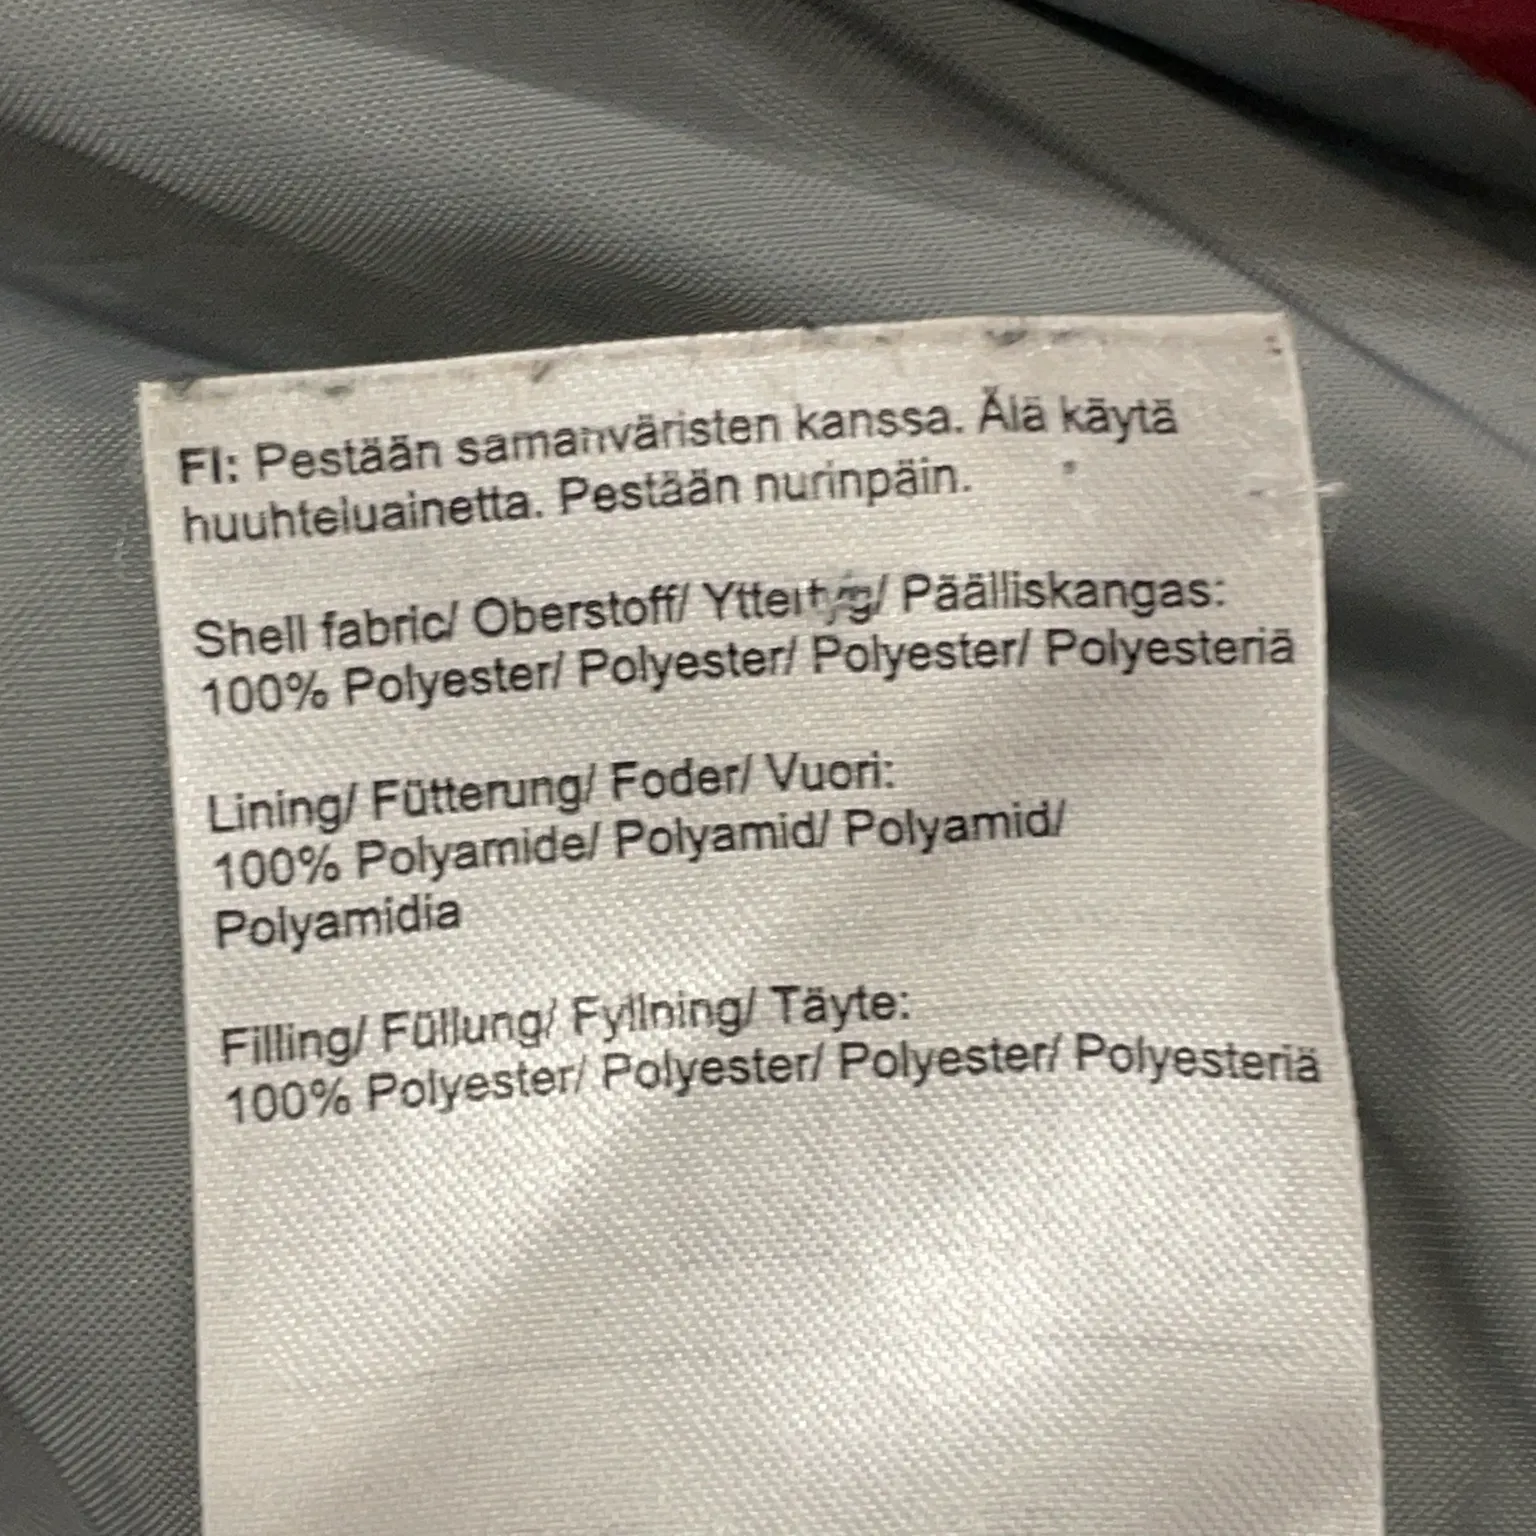 FI: Pestään samanväristen kanssa. Älä käytä
huuhteluainetta. Pestään nurinpäin.
Shell fabric/ Oberstoff/ Yttertyg/ Päälliskangas:
100% Polyester/ Polyester/ Polyester/ Polyesteriä
Lining/ Fütterung/ Foder/ Vuori:
100% Polyamide/ Polyamid/ Polyamid/
Polyamidia
Filling/ Füllung/ Fyllning/ Täyte:
100% Polyester/ Polyester/ Polyester/ Polyesteriä